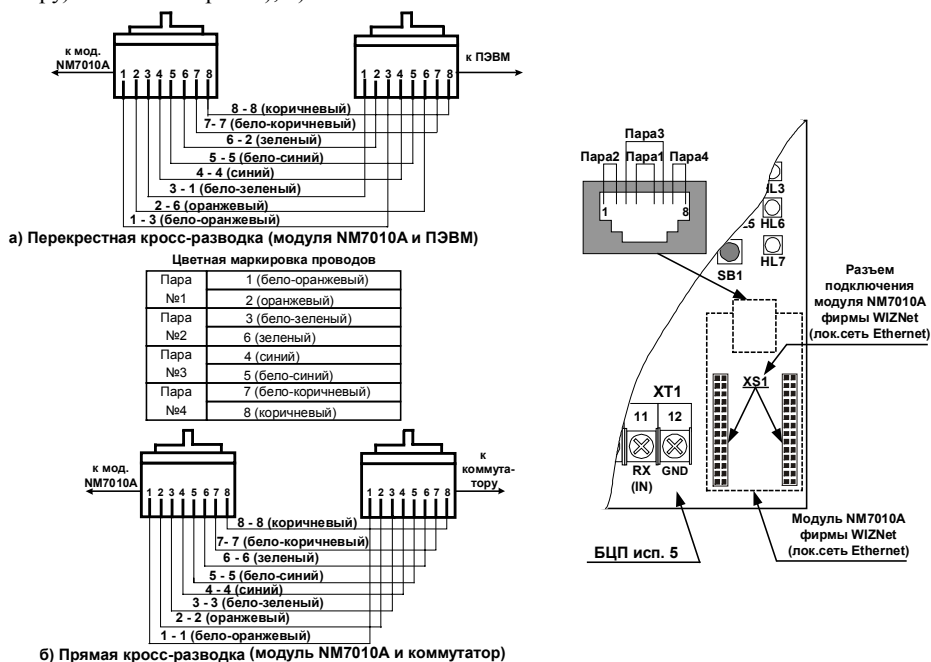 к мод.
NM7010A
1 2 3 4 5 6 7 8
1 2 3 4 5 6 7 8
к ПЭВМ
8 - 8 (коричневый)
7- 7 (бело-коричневый)
6 - 2 (зеленый)
5 - 5 (бело-синий)
4 - 4 (синий)
3 - 1 (бело-зеленый)
2 - 6 (оранжевый)
1 - 3 (бело-оранжевый)
а) Перекрестная кросс-разводка (модуля NM7010A и ПЭВМ)
Цветная маркировка проводов
Пара №1
1 (бело-оранжевый)
2 (оранжевый)
Пара №2
3 (бело-зеленый)
6 (зеленый)
Пара №3
4 (синий)
5 (бело-синий)
Пара №4
7 (бело-коричневый)
8 (коричневый)
к мод.
NM7010A
1 2 3 4 5 6 7 8
1 2 3 4 5 6 7 8
к
коммута-
тору
8 - 8 (коричневый)
7- 7 (бело-коричневый)
6 - 6 (зеленый)
5 - 5 (бело-синий)
4 - 4 (синий)
3 - 3 (бело-зеленый)
2 - 2 (оранжевый)
1 - 1 (бело-оранжевый)
б) Прямая кросс-разводка (модуль NM7010A и коммутатор)
Пара3
Пара2 Пара1 Пара4
1 8
HL3
HL6
HL7
SB1
Разъем
подключения
модуля NM7010A
фирмы WIZNet
(лок.сеть Ethernet)
XS1
XT1
11 12
RX
(IN)
GND
БЦП исп. 5
Модуль NM7010A
фирмы WIZNet
(лок.сеть Ethernet)